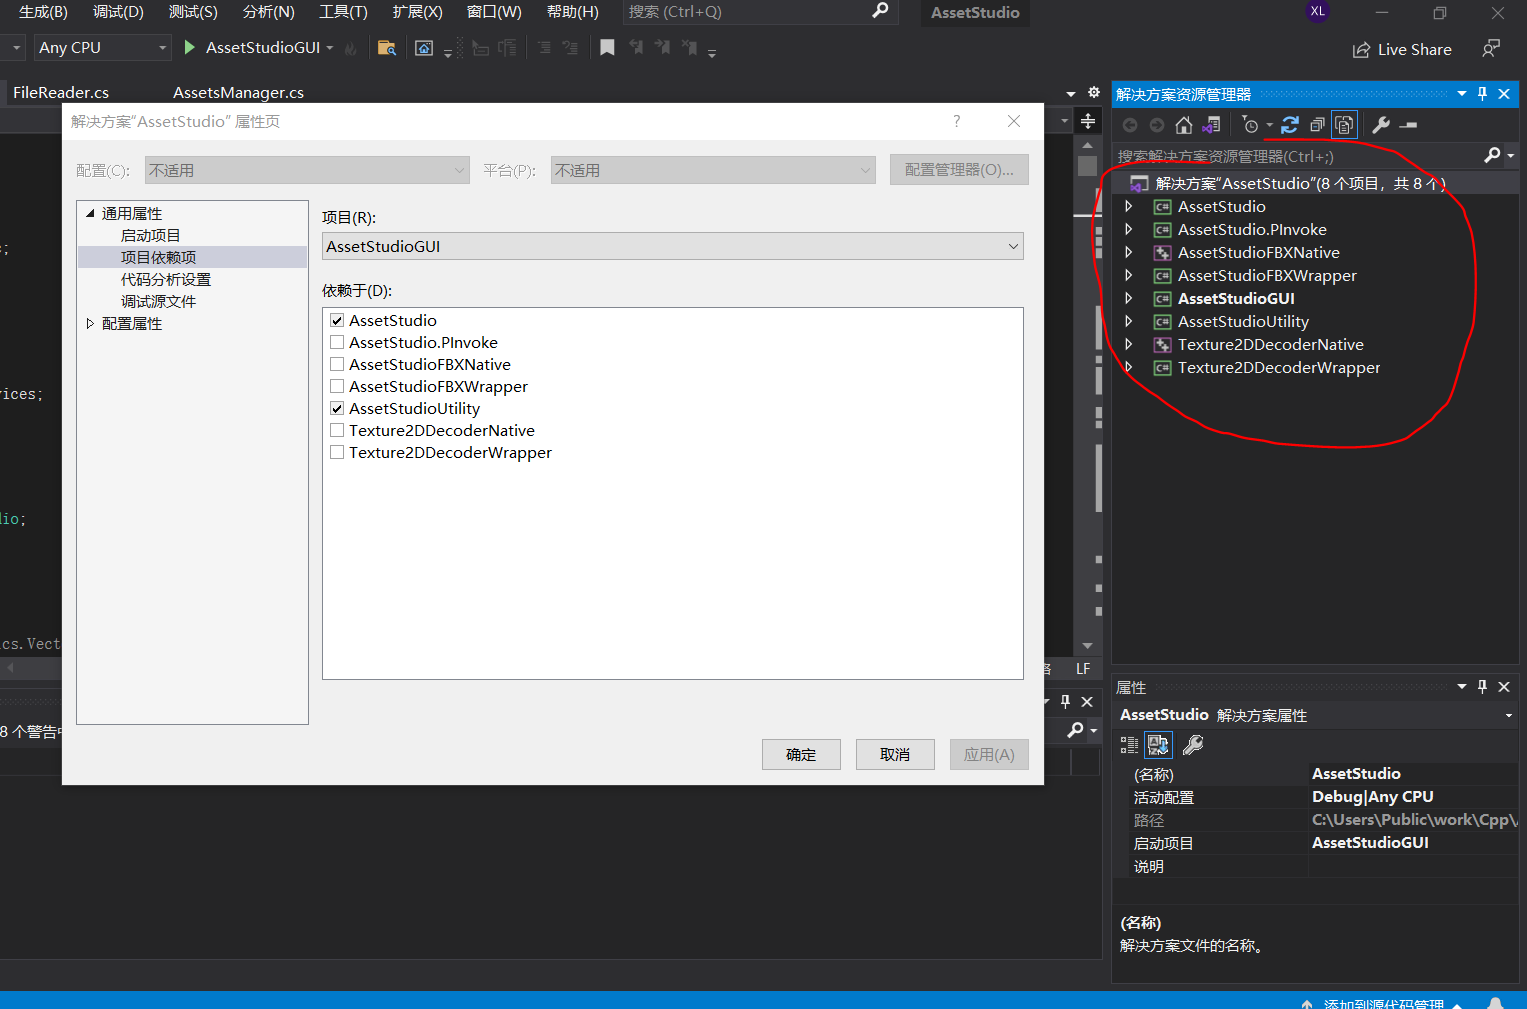 生成(B) 调试(D) 测试(S) 分析(N) 工具(T) 扩展(X) 窗口(W) 帮助(H) 搜索 (Ctrl+Q) AssetStudio XL
Any CPU AssetStudioGUI Live Share
FileReader.cs AssetsManager.cs
解决方案“AssetStudio” 属性页 ?
配置(C): 不适用 平台(P): 不适用 配置管理器(O)...
通用属性
启动项目
项目依赖项
代码分析设置
调试源文件
配置属性
项目(R):
AssetStudioGUI
依赖于(D):
AssetStudio
AssetStudio.PInvoke
AssetStudioFBXNative
AssetStudioFBXWrapper
AssetStudioUtility
Texture2DDecoderNative
Texture2DDecoderWrapper
确定 取消 应用(A)
rices;
dio;
ics.Vect
LF
8 个警告
解决方案资源管理器
搜索解决方案资源管理器(Ctrl+;)
解决方案“AssetStudio”(8 个项目，共 8 个)
AssetStudio
AssetStudio.PInvoke
AssetStudioFBXNative
AssetStudioFBXWrapper
AssetStudioGUI
AssetStudioUtility
Texture2DDecoderNative
Texture2DDecoderWrapper
属性
AssetStudio 解决方案属性
(名称) AssetStudio
活动配置 Debug|Any CPU
路径 C:\Users\Public\work\Cpp\
启动项目 AssetStudioGUI
说明
(名称)
解决方案文件的名称。
添加到源代码管理